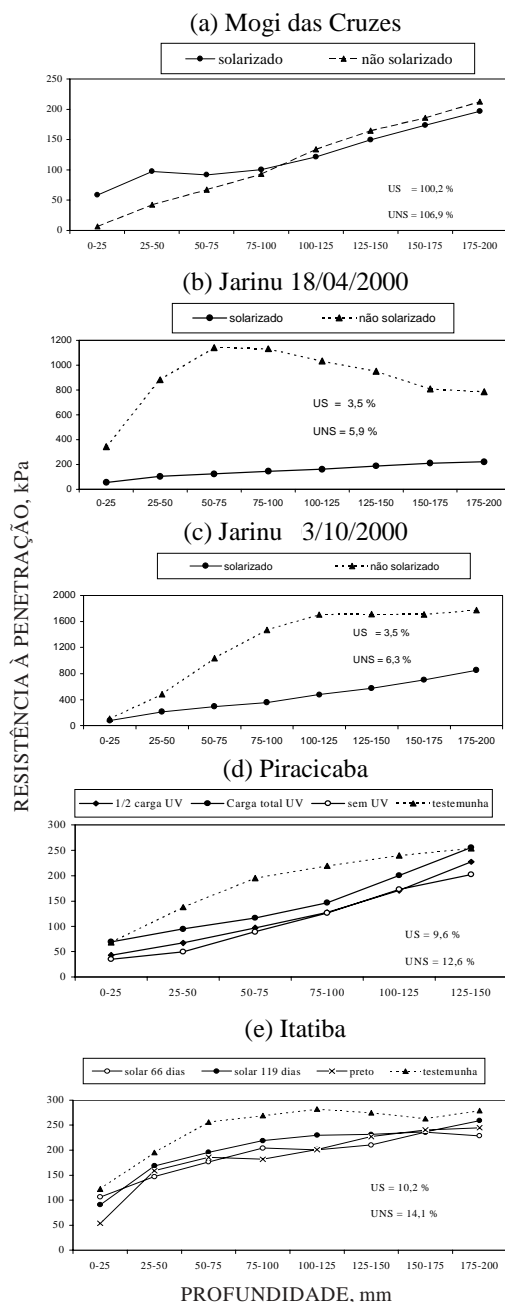 (a) Mogi das Cruzes
solarizado não solarizado
250
200
150
100
50
0
US = 100,2 %
UNS = 106,9 %
0-25 25-50 50-75 75-100 100-125 125-150 150-175 175-200
(b) Jarinu 18/04/2000
solarizado não solarizado
1200
1000
800
600
400
200
0
US = 3,5 %
UNS = 5,9 %
0-25 25-50 50-75 75-100 100-125 125-150 150-175 175-200
(c) Jarinu 3/10/2000
solarizado não solarizado
2000
1600
1200
800
400
0
US = 3,5 %
UNS = 6,3 %
0-25 25-50 50-75 75-100 100-125 125-150 150-175 175-200
(d) Piracicaba
1/2 carga UV Carga total UV sem UV testemunha
300
250
200
150
100
50
0
US = 9,6 %
UNS = 12,6 %
0-25 25-50 50-75 75-100 100-125 125-150
(e) Itatiba
solar 66 dias solar 119 dias preto testemunha
300
250
200
150
100
50
0
US = 10,2 %
UNS = 14,1 %
0-25 25-50 50-75 75-100 100-125 125-150 150-175 175-200
PROFUNDIDADE, mm
RESISTÊNCIA À PENETRAÇÃO, kPa